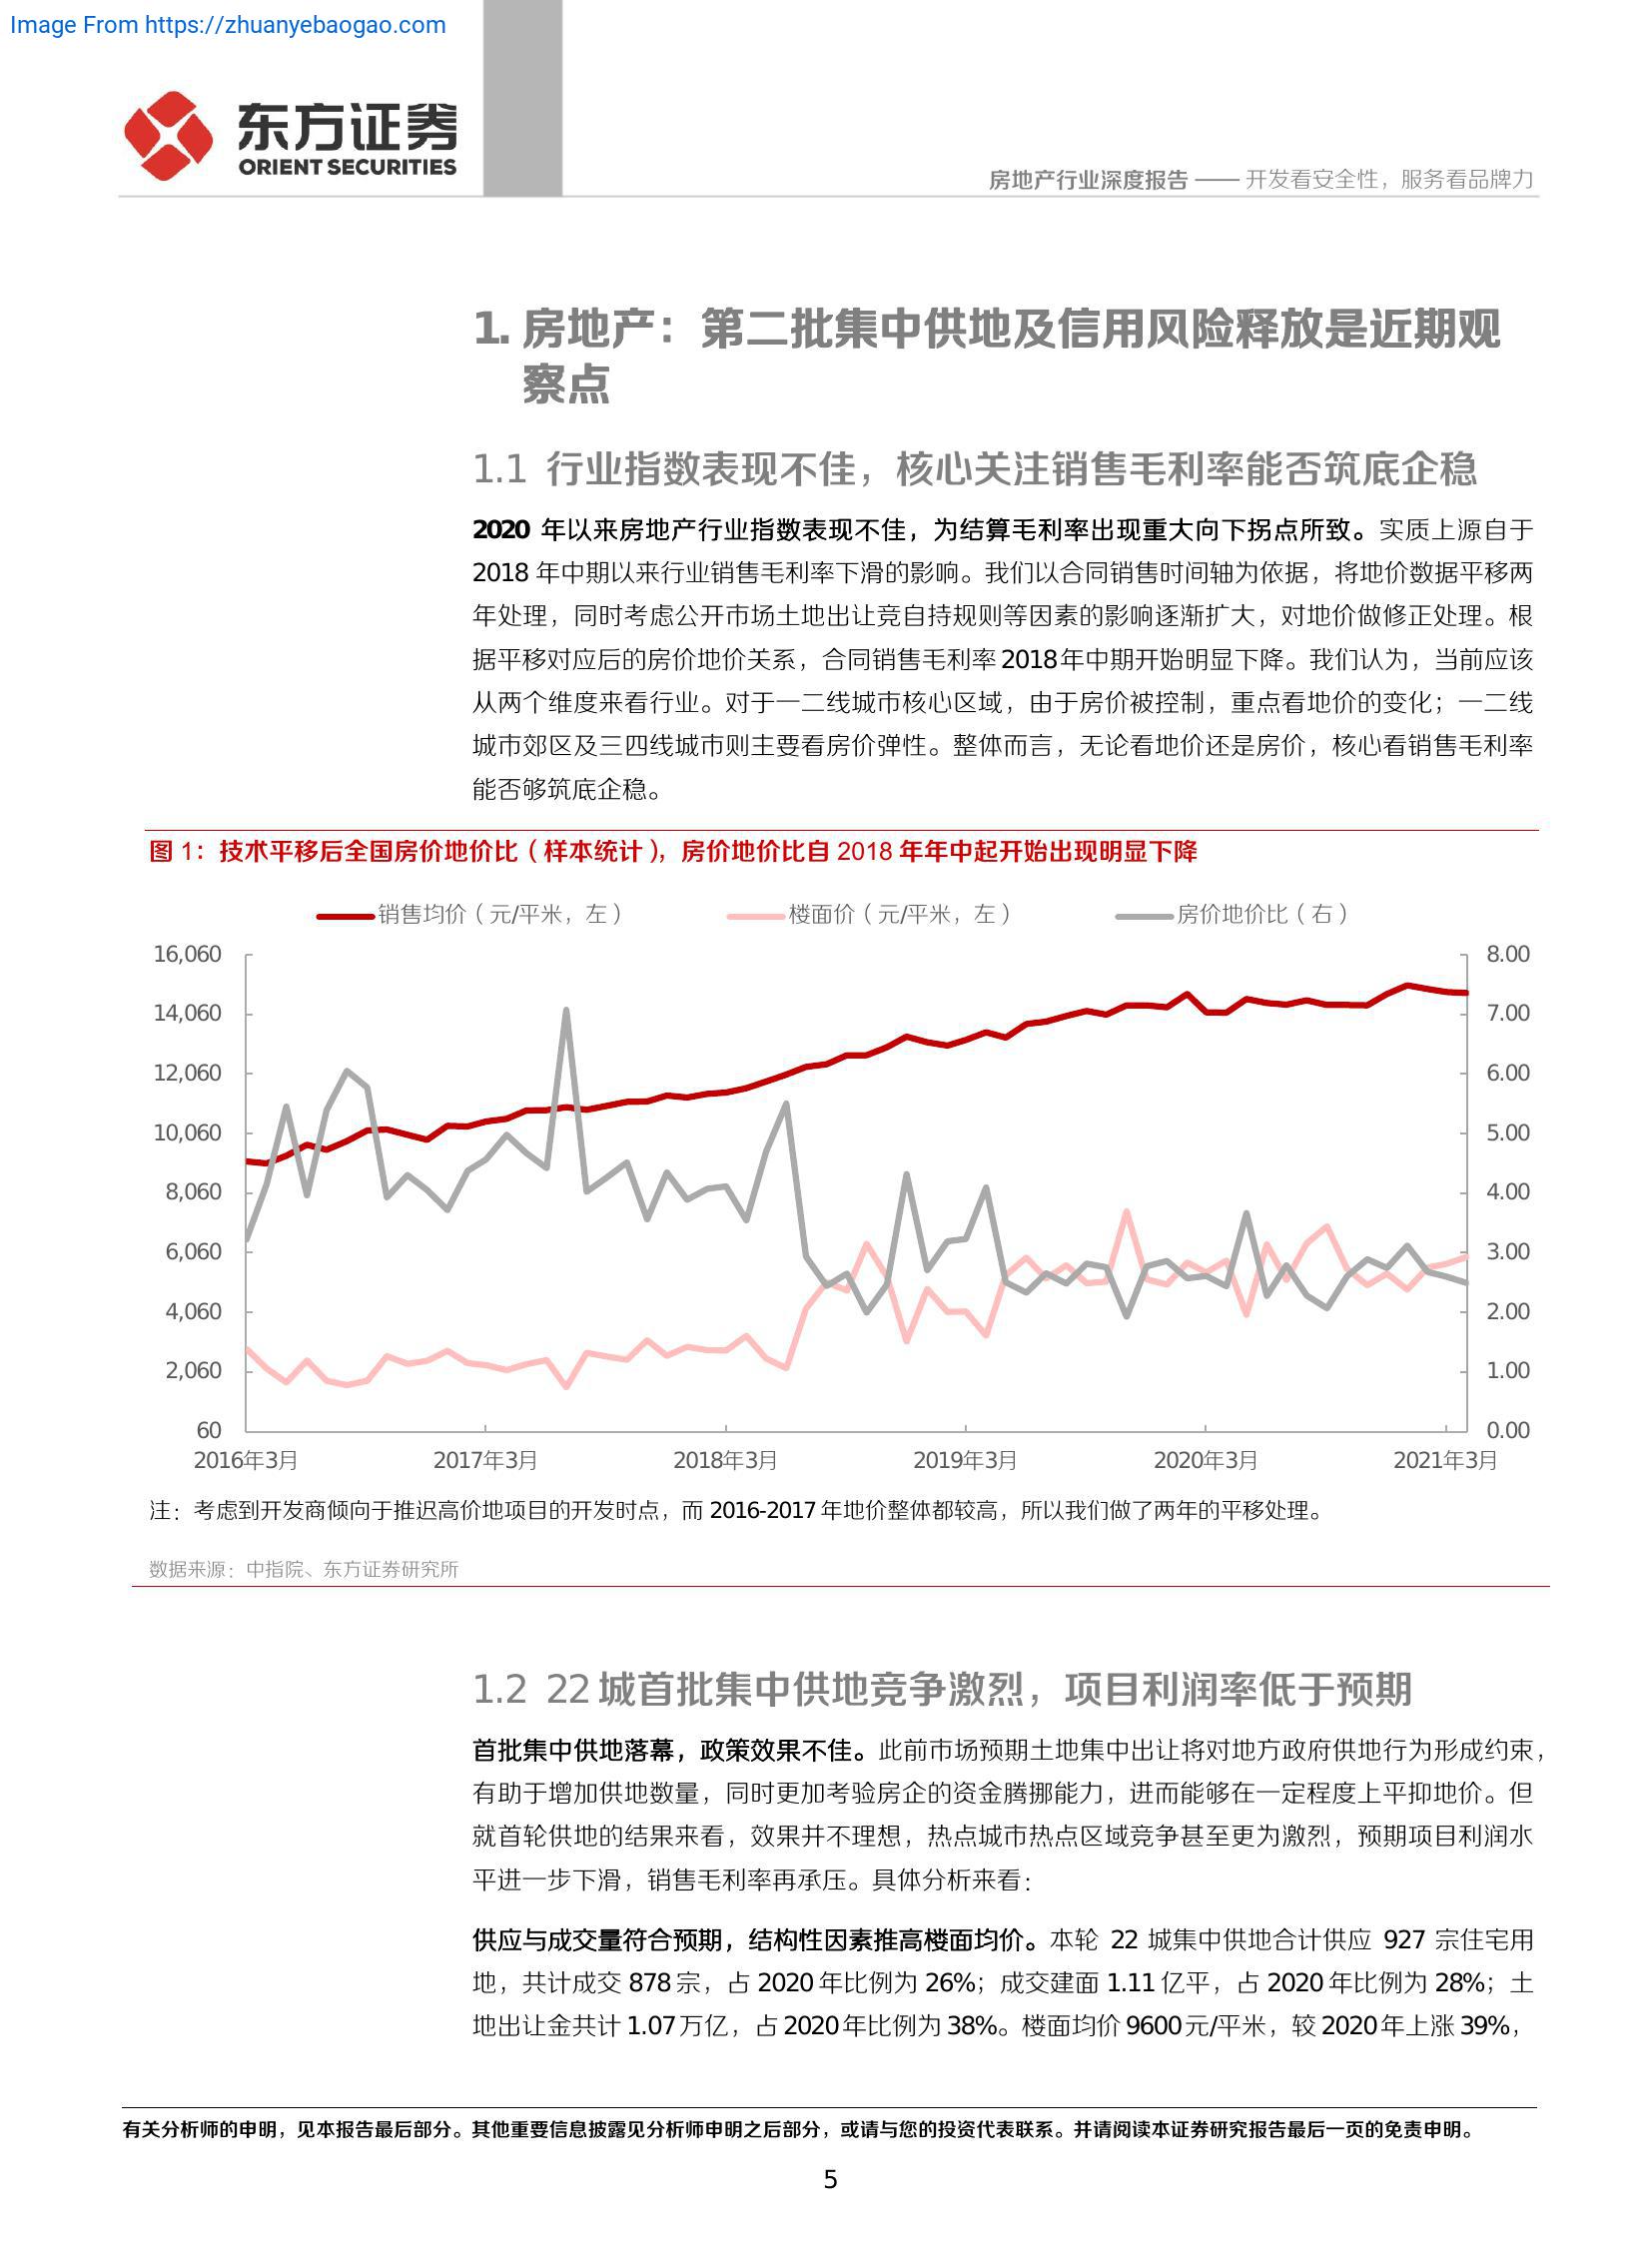 Image From https://zhuanyebaogao.com
东方证券
ORIENT SECURITIES
房地产行业深度报告 —— 开发看安全性，服务看品牌力
1. 房地产：第二批集中供地及信用风险释放是近期观
察点
1.1 行业指数表现不佳，核心关注销售毛利率能否筑底企稳
2020 年以来房地产行业指数表现不佳，为结算毛利率出现重大向下拐点所致。实质上源自于
2018 年中期以来行业销售毛利率下滑的影响。我们以合同销售时间轴为依据，将地价数据平移两
年处理，同时考虑公开市场土地出让竞自持规则等因素的影响逐渐扩大，对地价做修正处理。根
据平移对应后的房价地价关系，合同销售毛利率2018年中期开始明显下降。我们认为，当前应该
从两个维度来看行业。对于一二线城市核心区域，由于房价被控制，重点看地价的变化；一二线
城市郊区及三四线城市则主要看房价弹性。整体而言，无论看地价还是房价，核心看销售毛利率
能否够筑底企稳。
图 1：技术平移后全国房价地价比（样本统计），房价地价比自 2018 年年中起开始出现明显下降
销售均价（元/平米，左） 楼面价（元/平米，左） 房价地价比（右）
16,060 8.00
14,060 7.00
12,060 6.00
10,060 5.00
8,060 4.00
6,060 3.00
4,060 2.00
2,060 1.00
60 0.00
2016年3月 2017年3月 2018年3月 2019年3月 2020年3月 2021年3月
注：考虑到开发商倾向于推迟高价地项目的开发时点，而 2016-2017 年地价整体都较高，所以我们做了两年的平移处理。
数据来源：中指院、东方证券研究所
1.2 22 城首批集中供地竞争激烈，项目利润率低于预期
首批集中供地落幕，政策效果不佳。此前市场预期土地集中出让将对地方政府供地行为形成约束，
有助于增加供地数量，同时更加考验房企的资金腾挪能力，进而能够在一定程度上平抑地价。但
就首轮供地的结果来看，效果并不理想，热点城市热点区域竞争甚至更为激烈，预期项目利润水
平进一步下滑，销售毛利率再承压。具体分析来看：
供应与成交量符合预期，结构性因素推高楼面均价。本轮 22 城集中供地合计供应 927 宗住宅用
地，共计成交 878 宗，占 2020 年比例为 26%；成交建面 1.11 亿平，占 2020 年比例为 28%；土
地出让金共计 1.07 万亿，占 2020 年比例为 38%。楼面均价 9600 元/平米，较 2020 年上涨 39%，
有关分析师的申明，见本报告最后部分。其他重要信息披露见分析师申明之后部分，或请与您的投资代表联系。并请阅读本证券研究报告最后一页的免责申明。
5